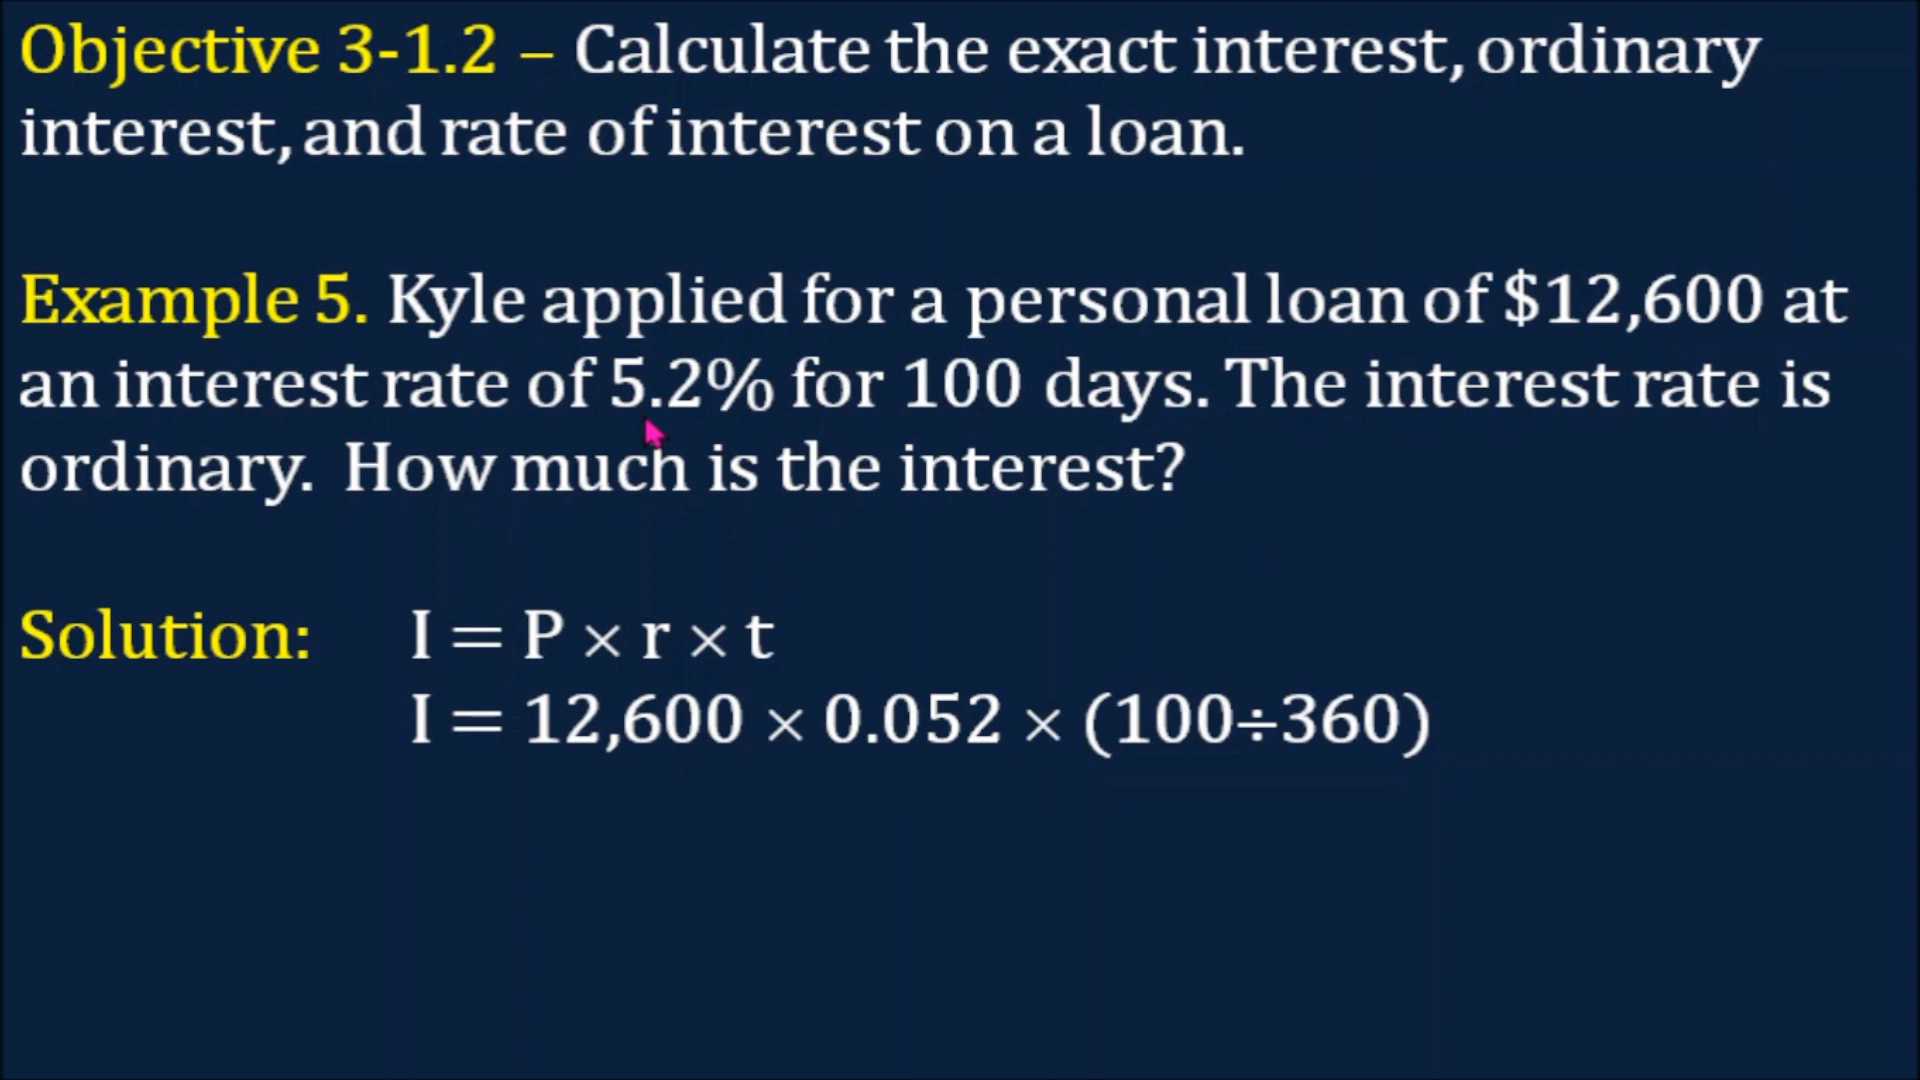 Objective 3-1.2 – Calculate the exact interest, ordinary
interest, and rate of interest on a loan.
Example 5. Kyle applied for a personal loan of $12,600 at
an interest rate of 5.2% for 100 days. The interest rate is
ordinary. How much is the interest?
Solution: I = P × r × t
I = 12,600 × 0.052 × (100÷360)